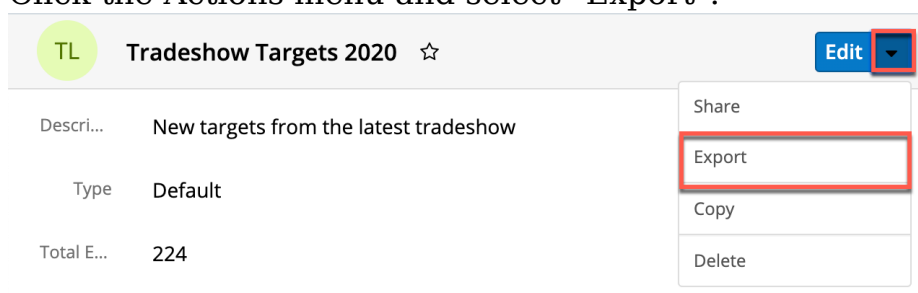 Click the Actions menu and select "Export".
TL Tradeshow Targets 2020 Edit
Share
Descri... New targets from the latest tradeshow
Export
Type Default
Copy
Total E... 224
Delete